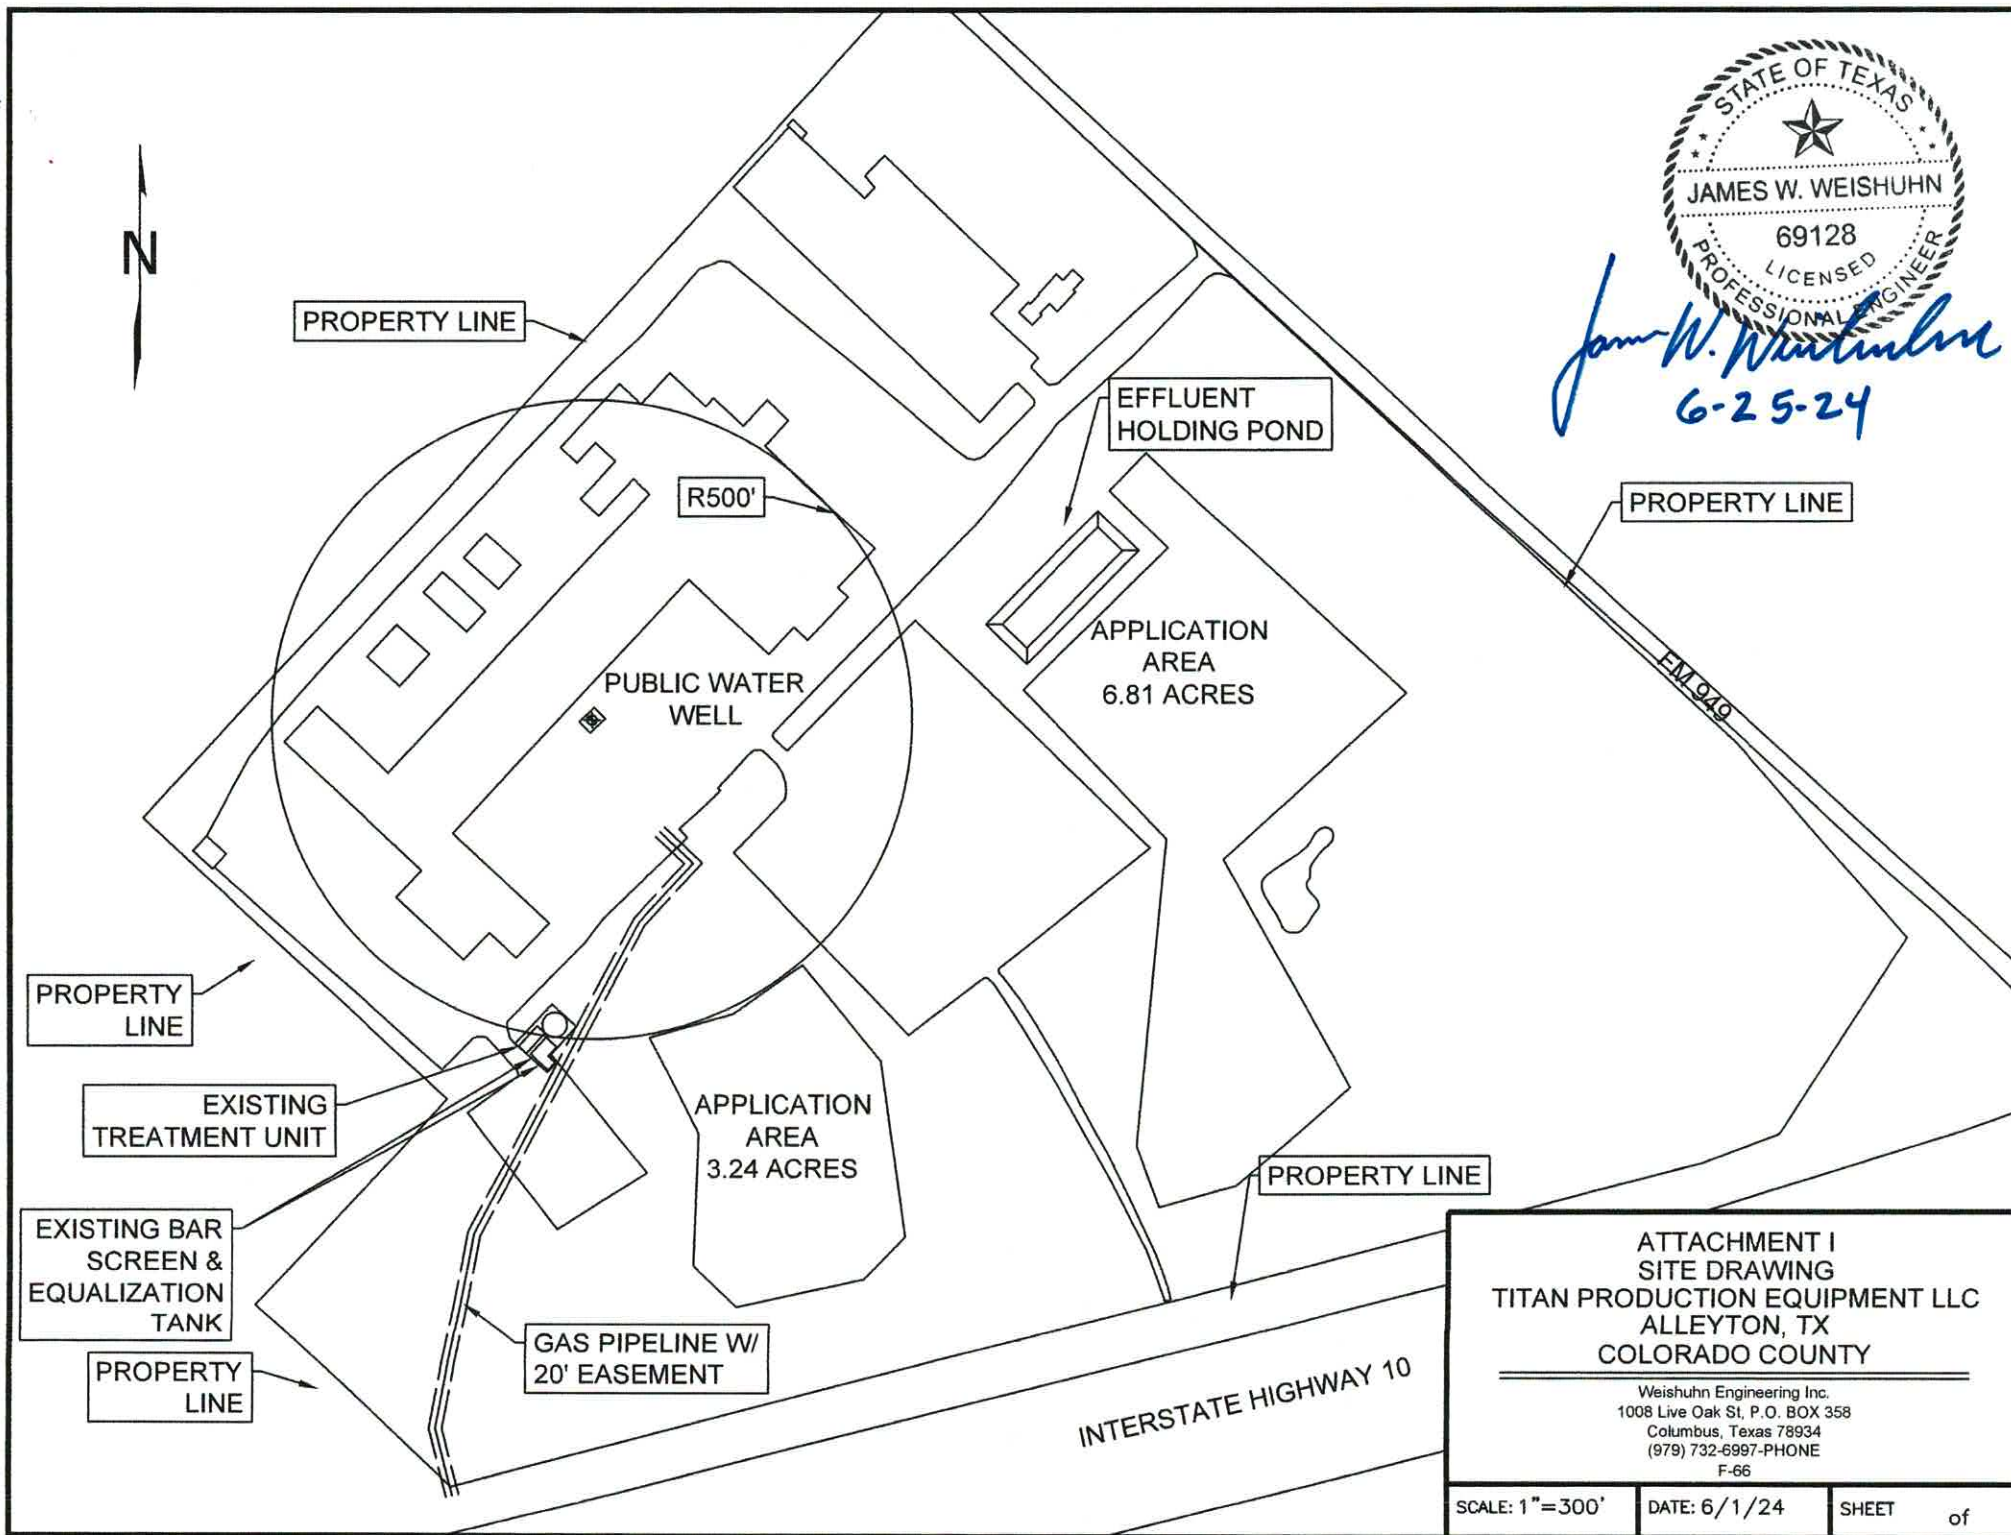 STATE OF TEXAS
JAMES W. WEISHUHN
69128
LICENSED
PROFESSIONAL ENGINEER
James W. Weishuhn
6-25-24
N
PROPERTY LINE
EFFLUENT
HOLDING POND
R500'
PROPERTY LINE
APPLICATION
AREA
6.81 ACRES
FM 949
PUBLIC WATER
WELL
PROPERTY
LINE
EXISTING
TREATMENT UNIT
APPLICATION
AREA
3.24 ACRES
PROPERTY LINE
EXISTING BAR
SCREEN &
EQUALIZATION
TANK
GAS PIPELINE W/
20' EASEMENT
PROPERTY
LINE
INTERSTATE HIGHWAY 10
ATTACHMENT I
SITE DRAWING
TITAN PRODUCTION EQUIPMENT LLC
ALLEYTON, TX
COLORADO COUNTY
Weishuhn Engineering Inc.
1008 Live Oak St, P.O. BOX 358
Columbus, Texas 78934
(979) 732-6997-PHONE
F-66
SCALE: 1"=300'
DATE: 6/1/24
SHEET of